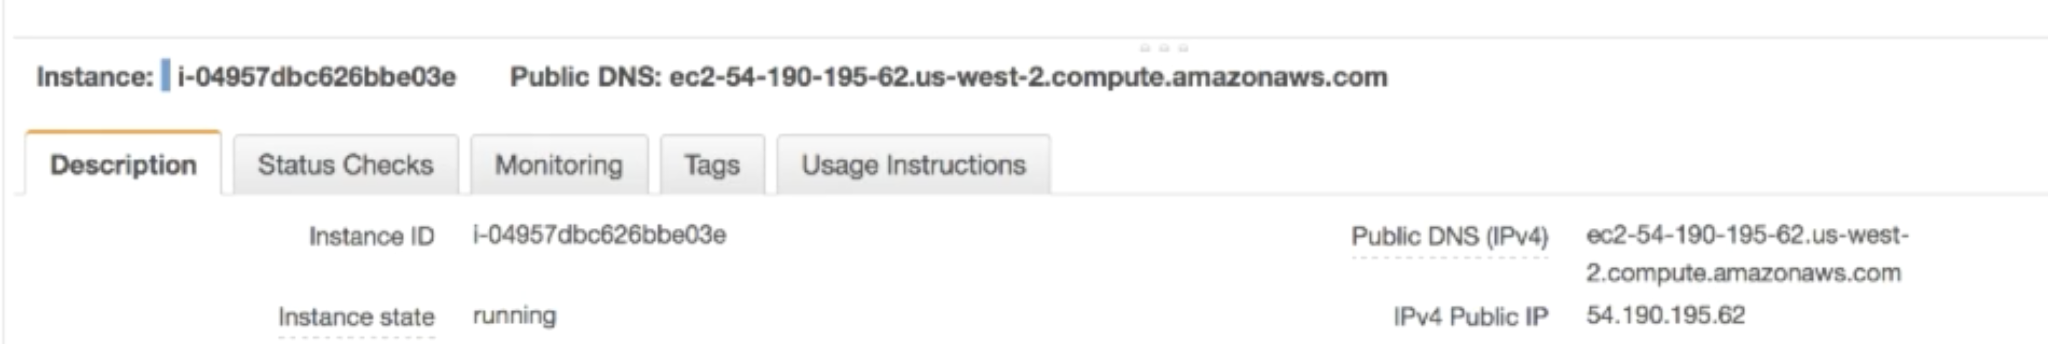 Instance: i-04957dbc626bbe03e Public DNS: ec2-54-190-195-62.us-west-2.compute.amazonaws.com
Description Status Checks Monitoring Tags Usage Instructions
Instance ID i-04957dbc626bbe03e Public DNS (IPv4) ec2-54-190-195-62.us-west-
2.compute.amazonaws.com
Instance state running IPv4 Public IP 54.190.195.62